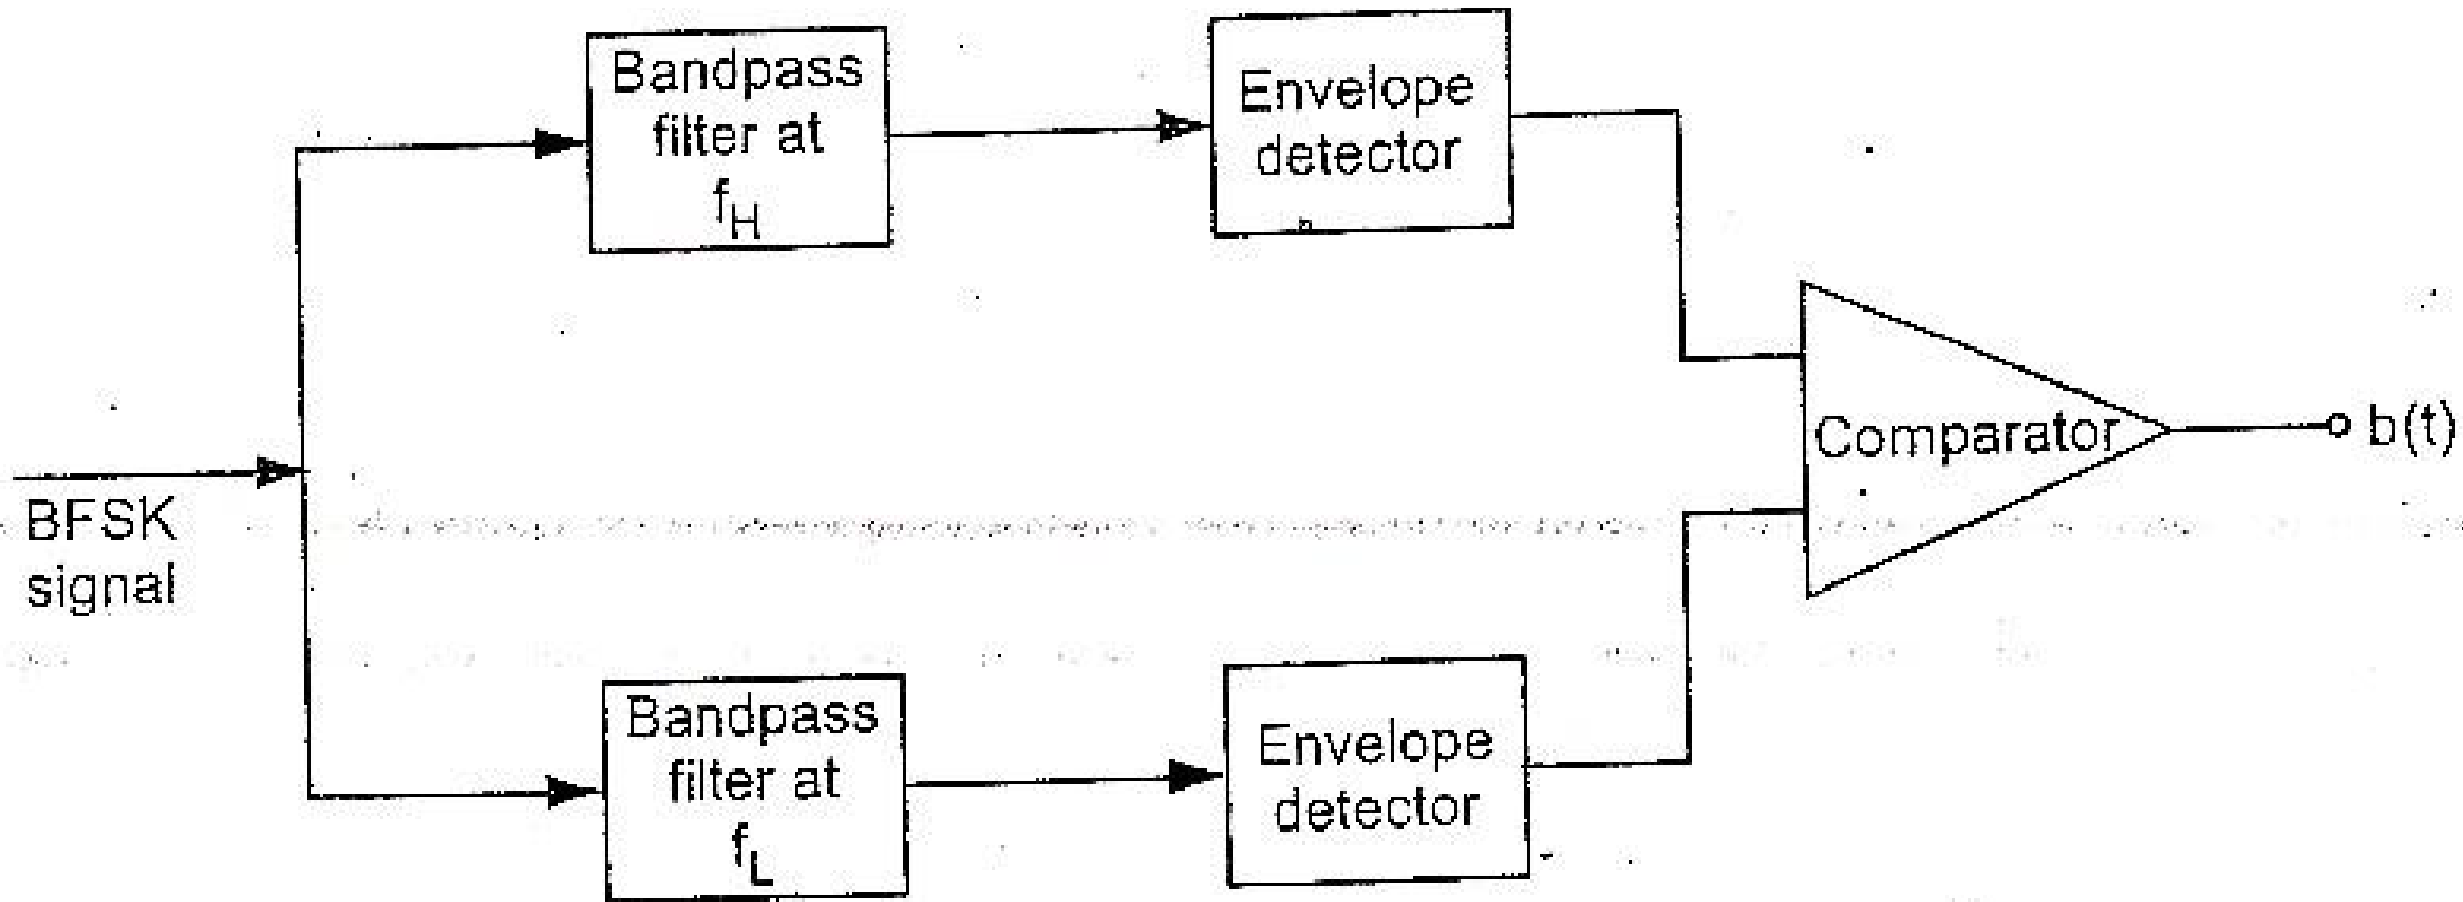 Bandpass
filter at
fH
Envelope
detector
Comparator
b(t)
BFSK
signal
Bandpass
filter at
fL
Envelope
detector